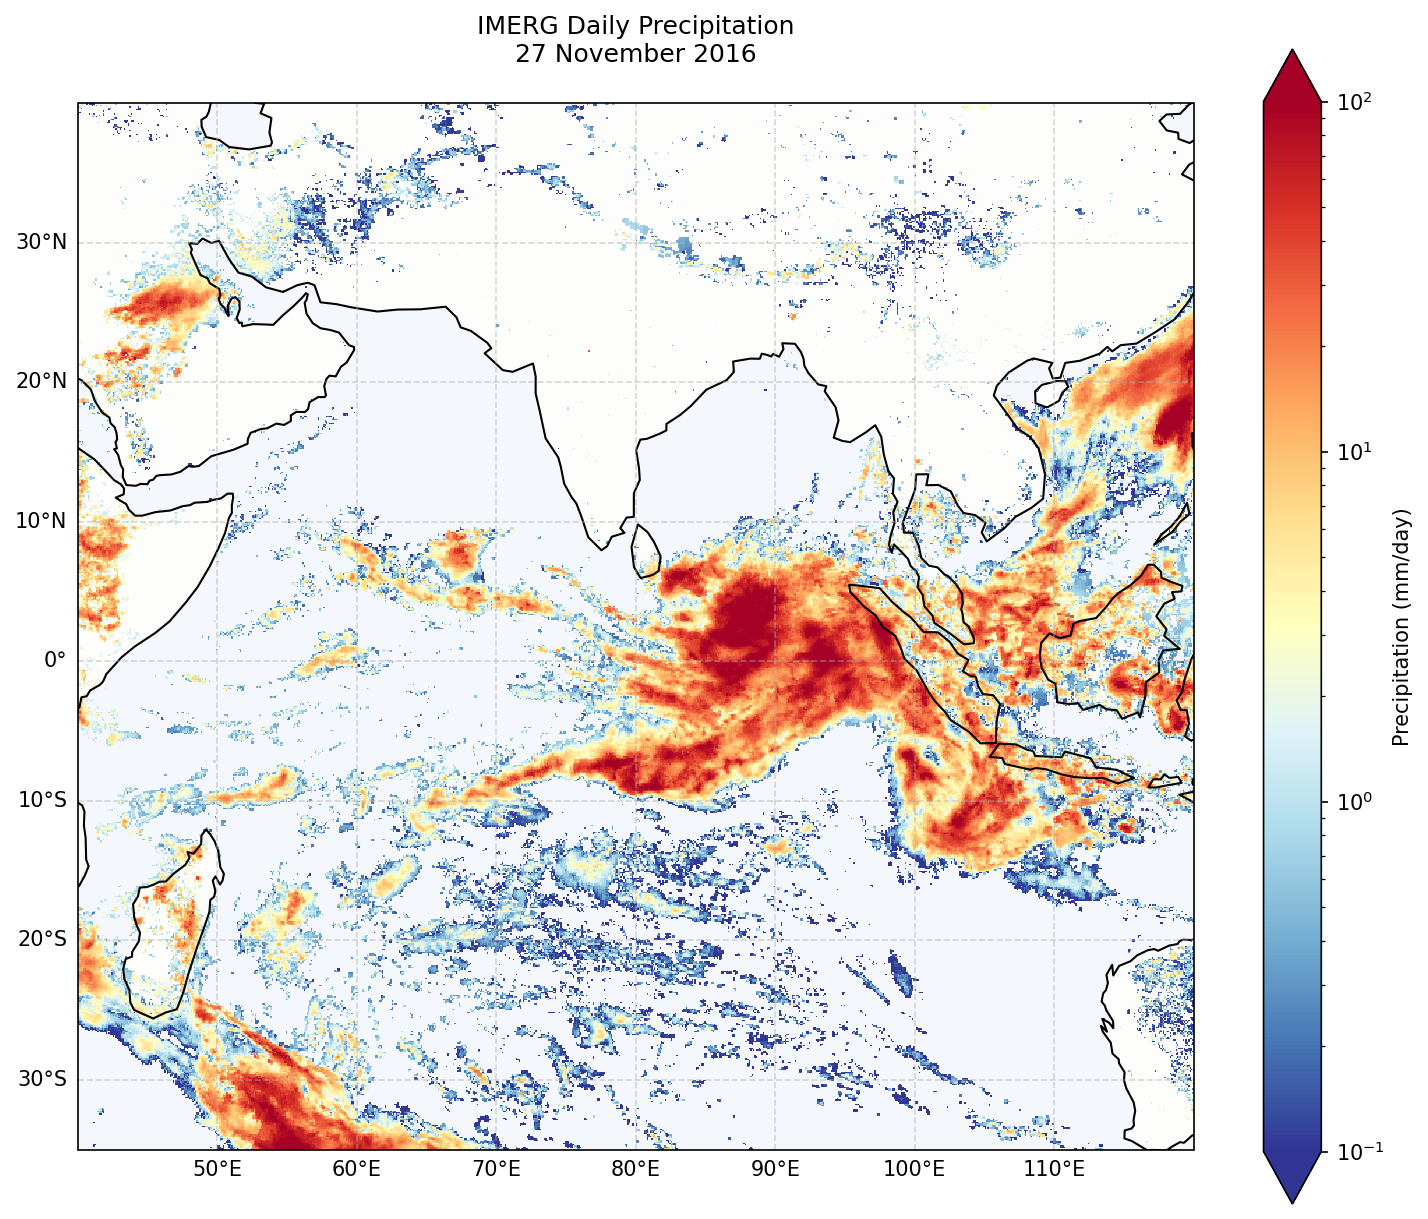 IMERG Daily Precipitation
27 November 2016
30°N
20°N
10°N
0°
10°S
20°S
30°S
50°E
60°E
70°E
80°E
90°E
100°E
110°E
10²
10¹
10⁰
10⁻¹
Precipitation (mm/day)